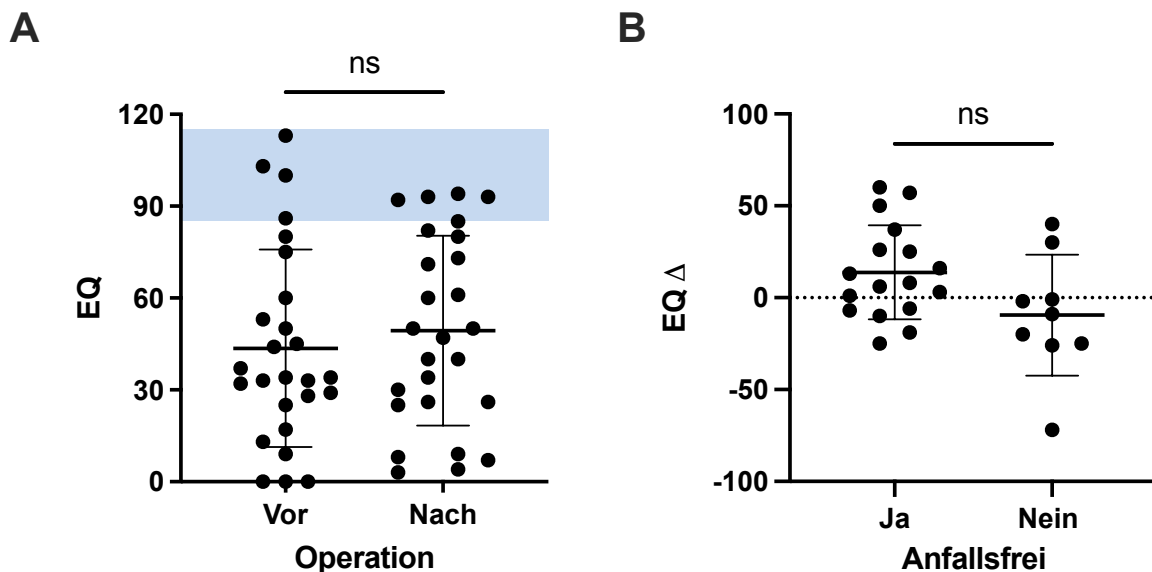 A
ns
120
90
60
30
0
EQ
Vor
Nach
Operation
B
ns
100
50
0
-50
-100
EQ Δ
Ja
Nein
Anfallsfrei